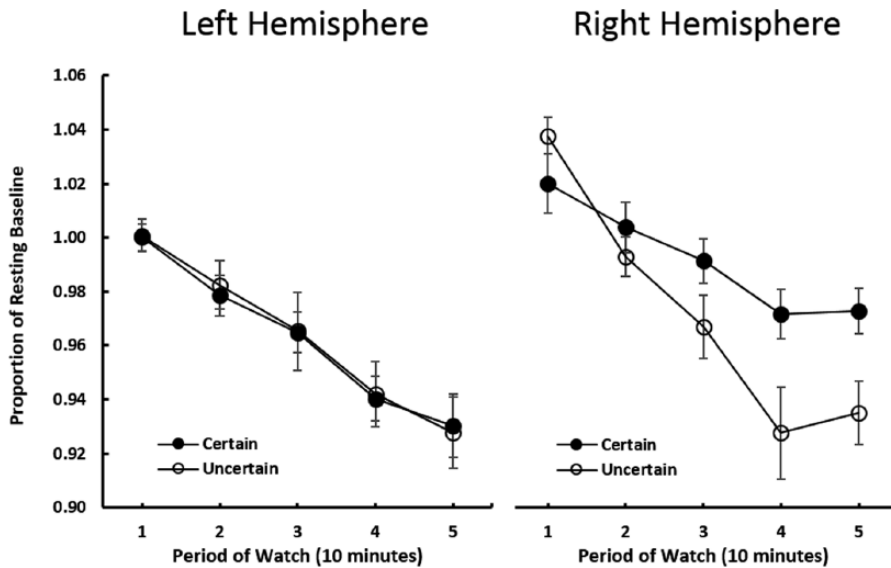 Left Hemisphere
Right Hemisphere
Proportion of Resting Baseline
1.06
1.04
1.02
1.00
0.98
0.96
0.94
0.92
0.90
Certain
Uncertain
1 2 3 4 5
Period of Watch (10 minutes)
Certain
Uncertain
1 2 3 4 5
Period of Watch (10 minutes)